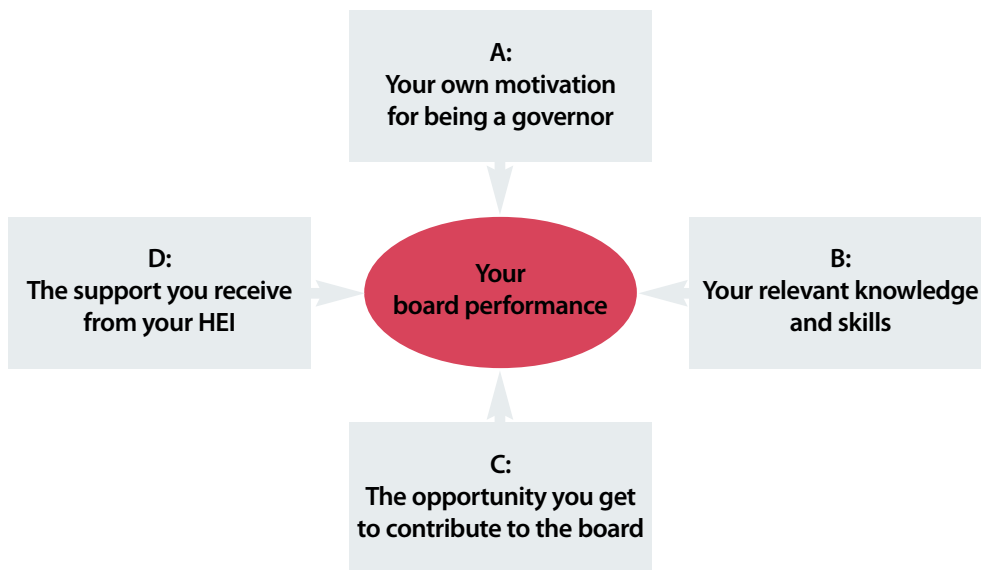 A:
Your own motivation
for being a governor
D:
The support you receive
from your HEI
Your
board performance
B:
Your relevant knowledge
and skills
C:
The opportunity you get
to contribute to the board